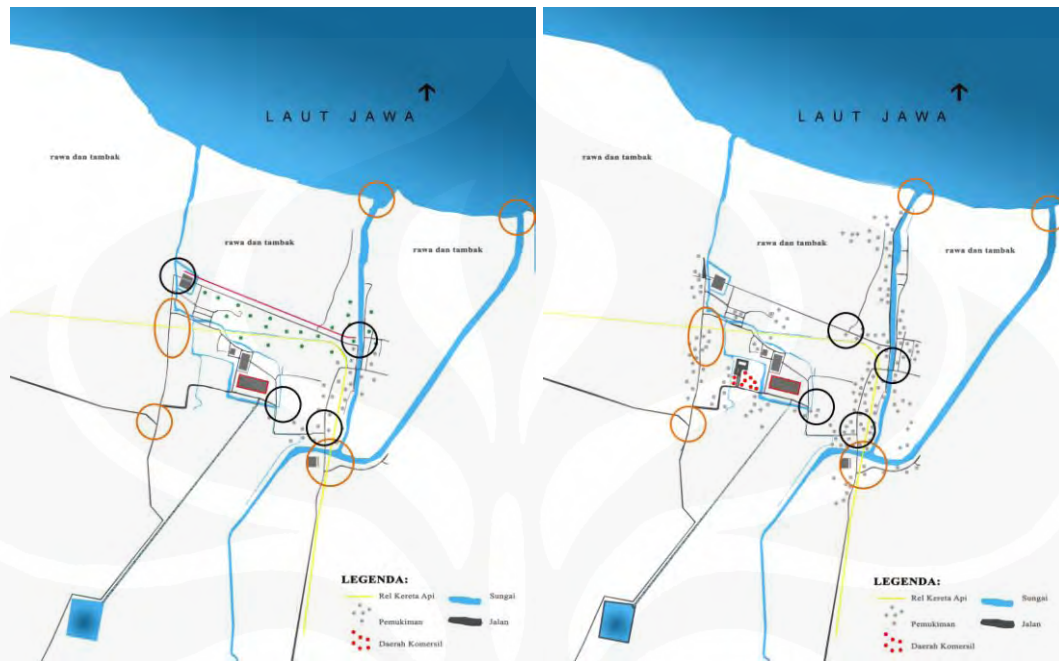 LAUT JAWA
rawa dan tambak
rawa dan tambak
rawa dan tambak
LEGENDA:
Rel Kereta Api
Sungai
Pemukiman
Jalan
Daerah Komersil
LAUT JAWA
rawa dan tambak
rawa dan tambak
rawa dan tambak
LEGENDA:
Rel Kereta Api
Sungai
Pemukiman
Jalan
Daerah Komersil